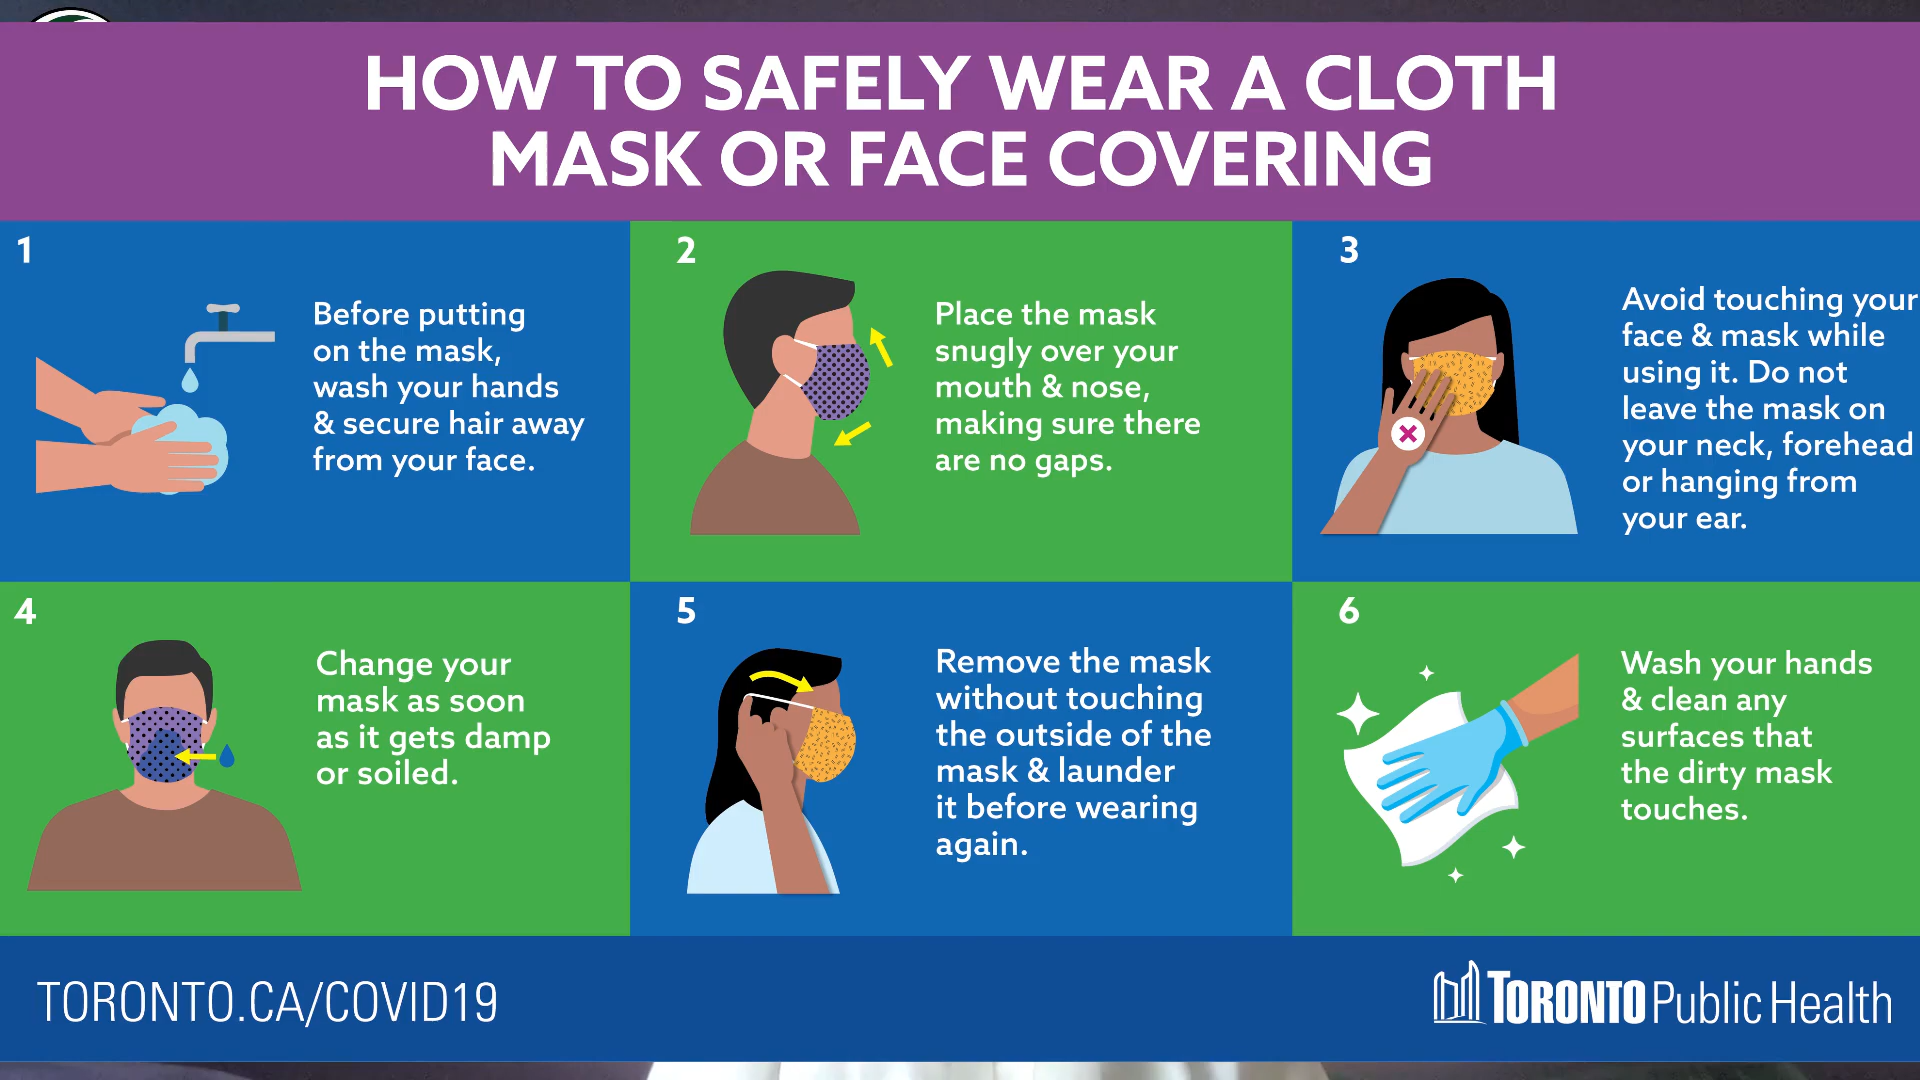 HOW TO SAFELY WEAR A CLOTH
MASK OR FACE COVERING
1
Before putting
on the mask,
wash your hands
& secure hair away
from your face.
2
Place the mask
snugly over your
mouth & nose,
making sure there
are no gaps.
3
Avoid touching your
face & mask while
using it. Do not
leave the mask on
your neck, forehead
or hanging from
your ear.
4
Change your
mask as soon
as it gets damp
or soiled.
5
Remove the mask
without touching
the outside of the
mask & launder
it before wearing
again.
6
Wash your hands
& clean any
surfaces that
the dirty mask
touches.
TORONTO.CA/COVID19
TORONTO Public Health